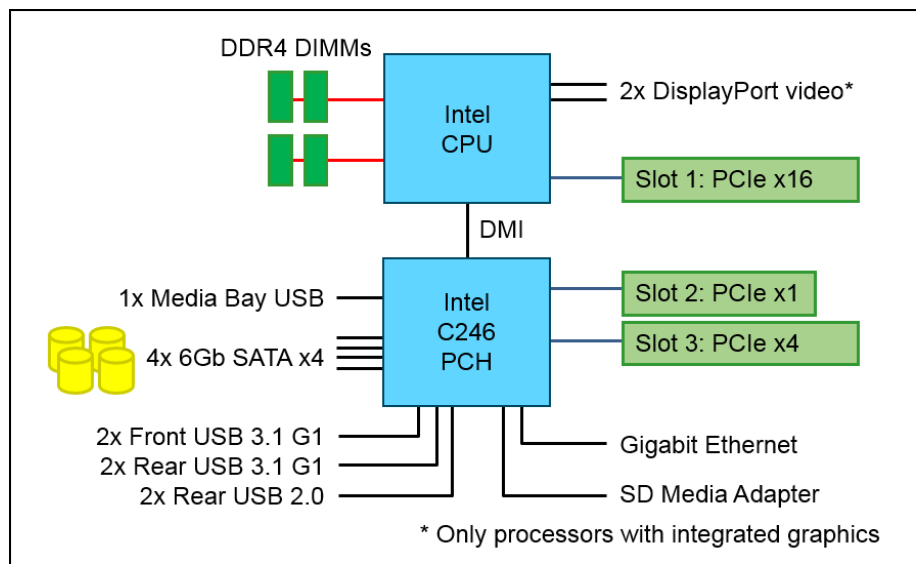 DDR4 DIMMs
Intel
CPU
2x DisplayPort video*
Slot 1: PCIe x16
DMI
1x Media Bay USB
Intel
C246
PCH
Slot 2: PCIe x1
Slot 3: PCIe x4
4x 6Gb SATA x4
2x Front USB 3.1 G1
2x Rear USB 3.1 G1
2x Rear USB 2.0
Gigabit Ethernet
SD Media Adapter
* Only processors with integrated graphics